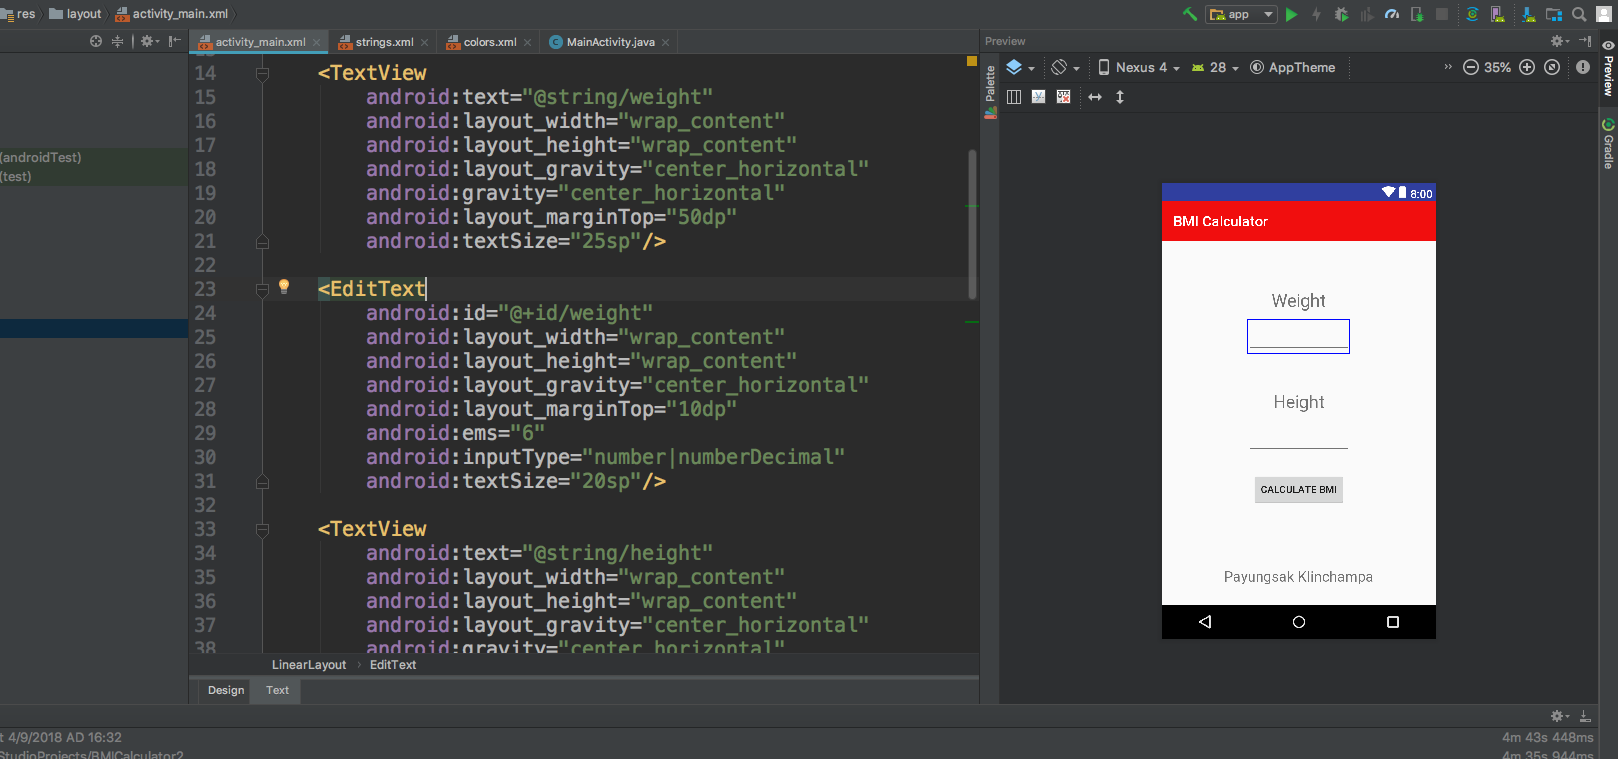 res layout activity_main.xml app
activity_main.xml strings.xml colors.xml MainActivity.java Preview
14 <TextView
15 android:text="@string/weight"
16 android:layout_width="wrap_content"
17 android:layout_height="wrap_content"
18 android:layout_gravity="center_horizontal"
19 android:gravity="center_horizontal"
20 android:layout_marginTop="50dp"
21 android:textSize="25sp"/>
22
23 <EditText
24 android:id="@+id/weight"
25 android:layout_width="wrap_content"
26 android:layout_height="wrap_content"
27 android:layout_gravity="center_horizontal"
28 android:layout_marginTop="10dp"
29 android:ems="6"
30 android:inputType="number|numberDecimal"
31 android:textSize="20sp"/>
32
33 <TextView
34 android:text="@string/height"
35 android:layout_width="wrap_content"
36 android:layout_height="wrap_content"
37 android:layout_gravity="center_horizontal"
38 android:gravity="center_horizontal"
(androidTest)
(test)
LinearLayout › EditText
Design Text
Palette
Nexus 4 28 AppTheme 35%
8:00
BMI Calculator
Weight
Height
CALCULATE BMI
Payungsak Klinchampa
Preview
Gradle
t 4/9/2018 AD 16:32 4m 43s 448ms
StudioProjects/BMICalculator2 4m 35s 944ms